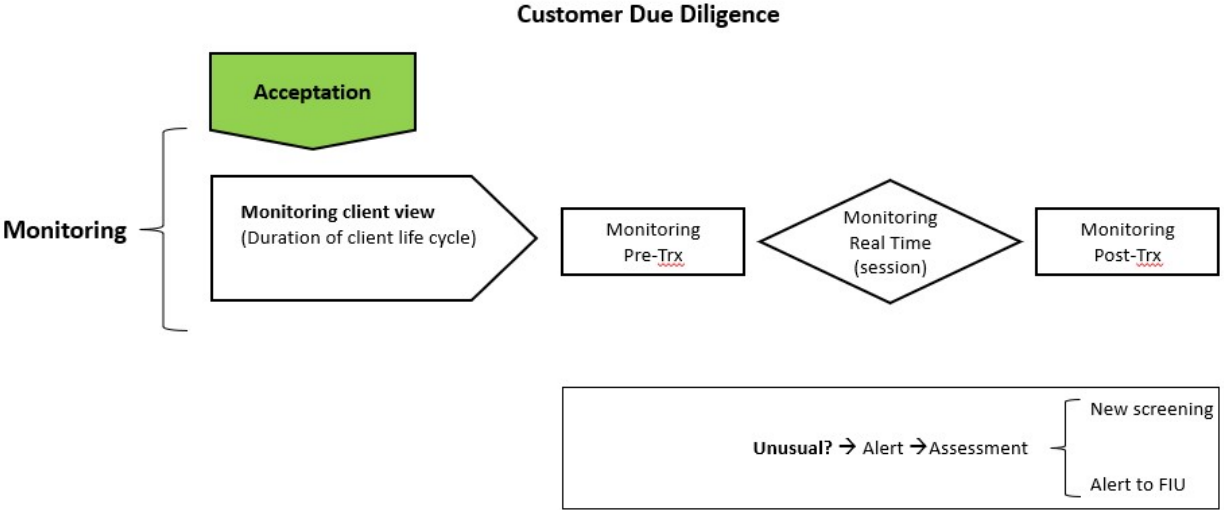 Customer Due Diligence
Acceptation
Monitoring
Monitoring client view
(Duration of client life cycle)
Monitoring
Pre-Trx
Monitoring
Real Time
(session)
Monitoring
Post-Trx
Unusual? → Alert →Assessment
New screening
Alert to FIU